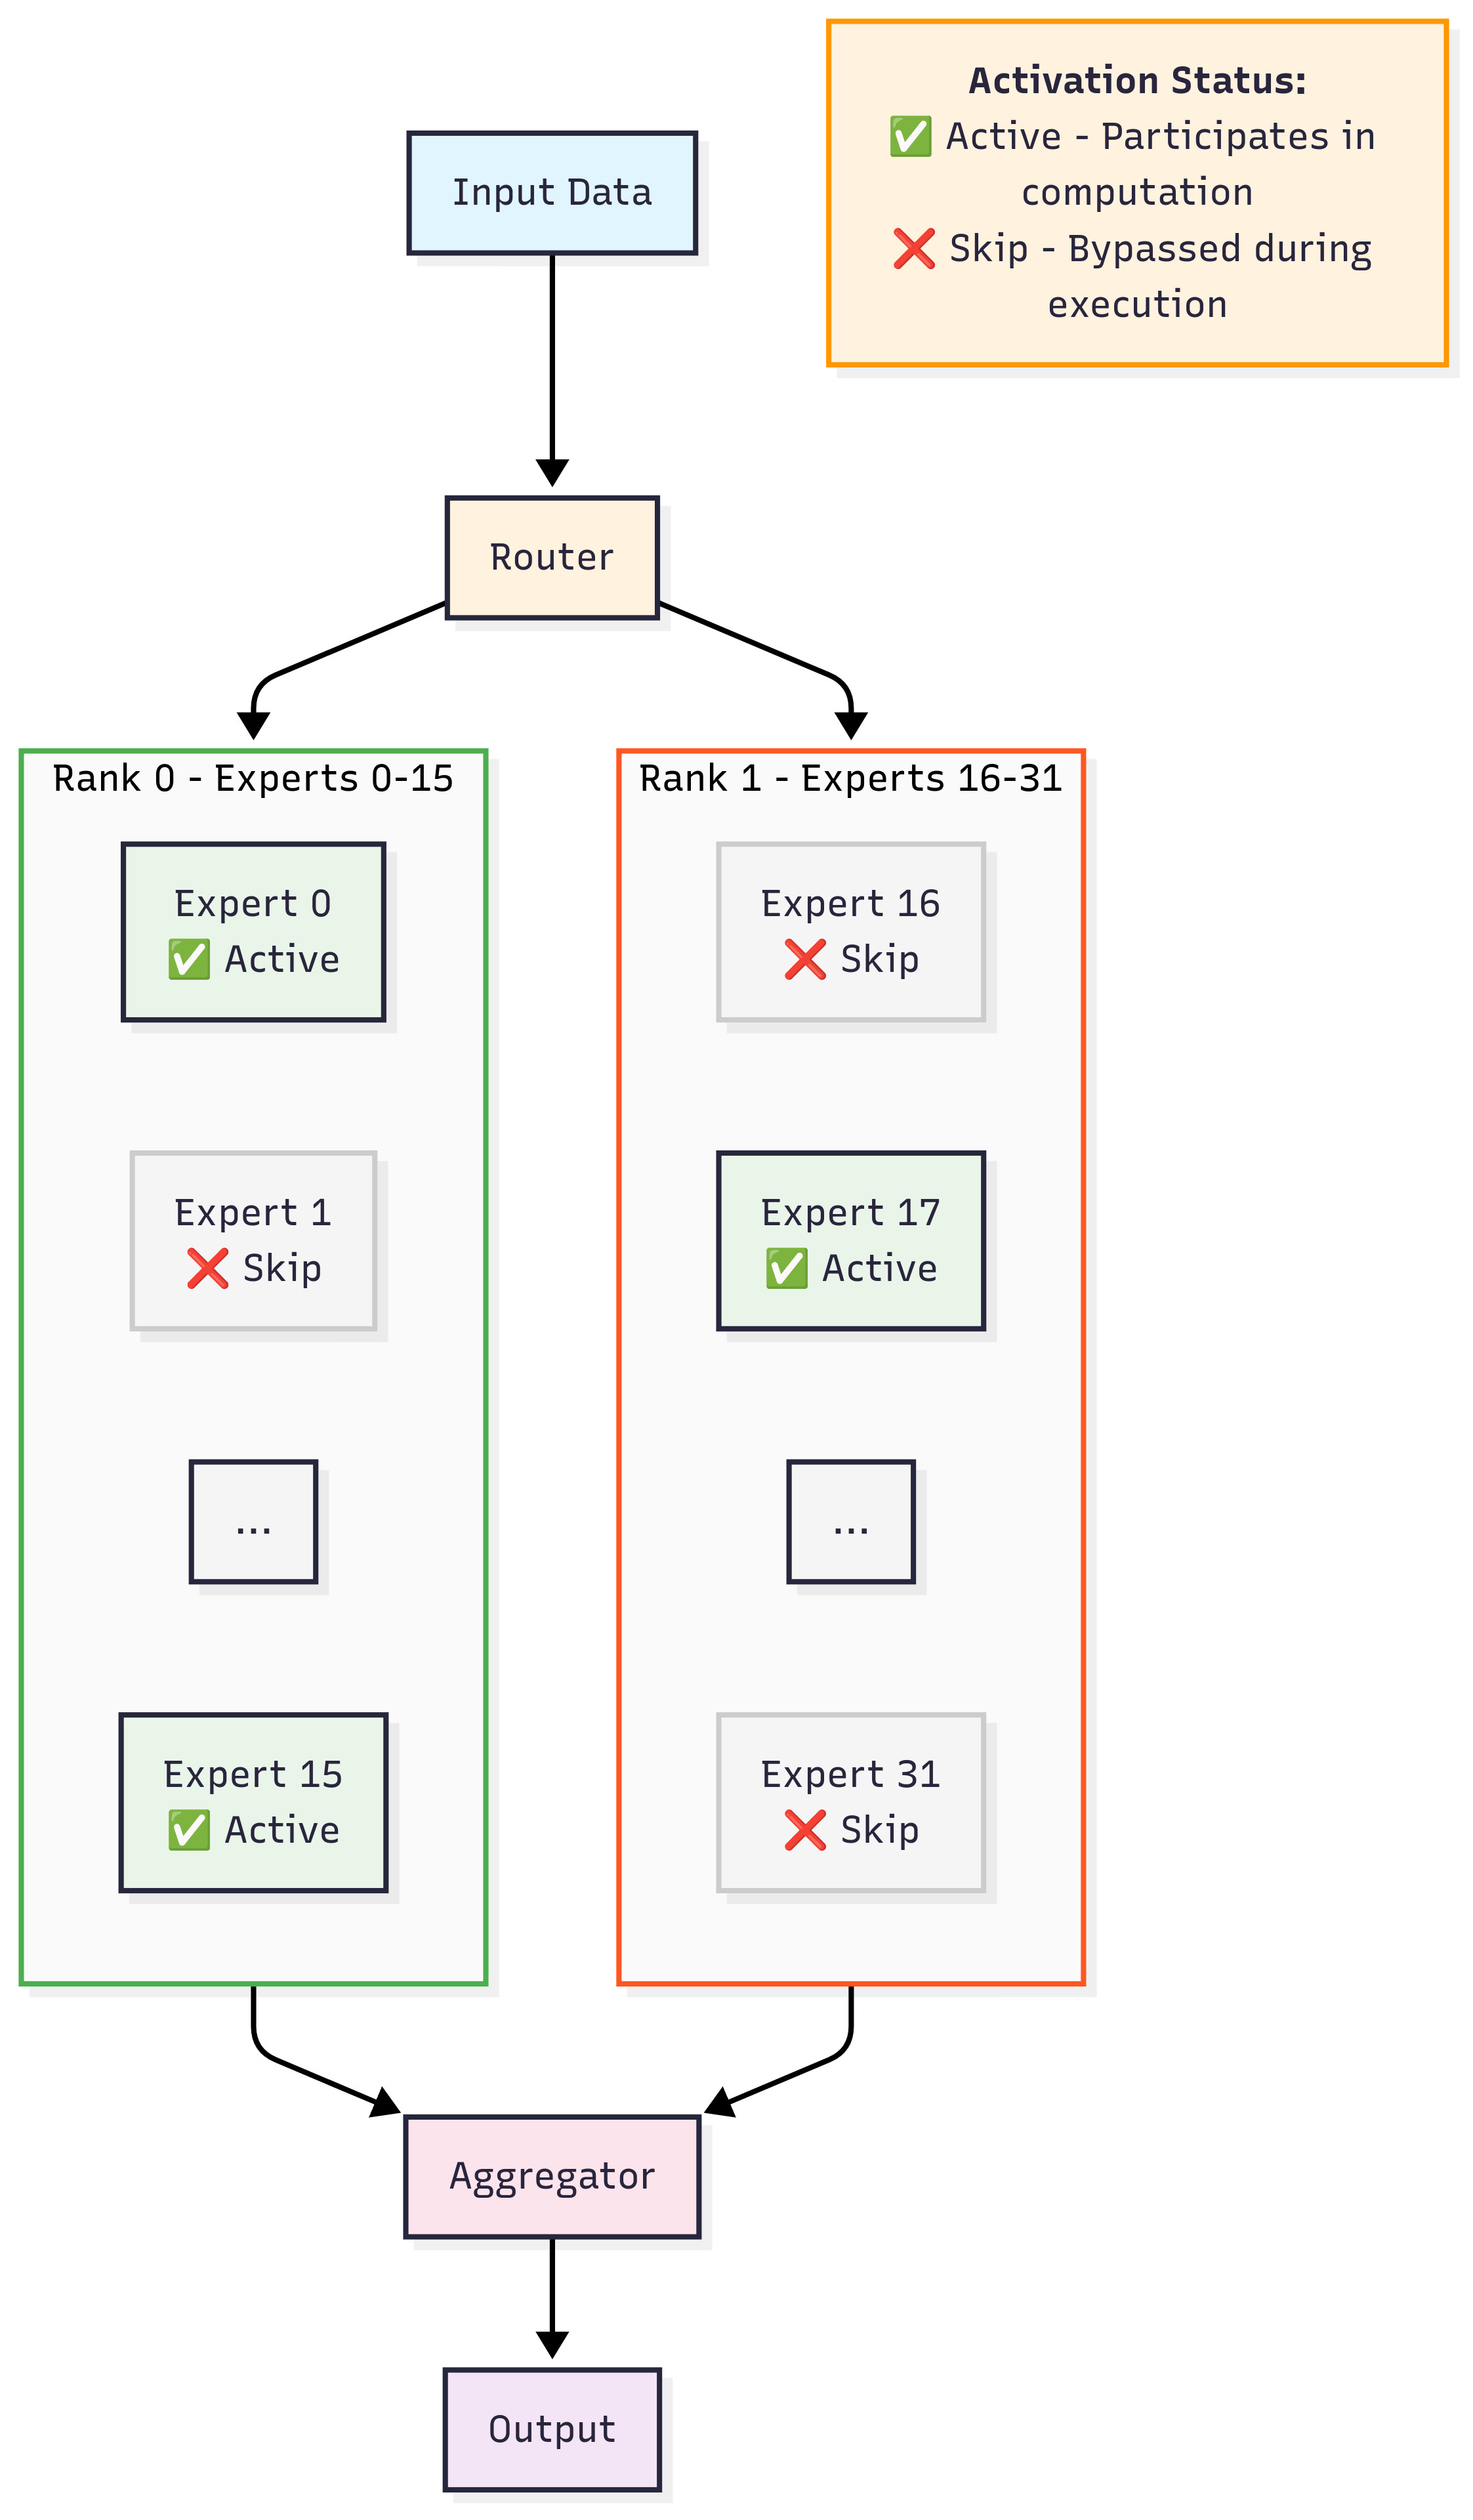 Activation Status:
✅ Active - Participates in
computation
❌ Skip - Bypassed during
execution
Input Data
Router
Rank 0 - Experts 0-15
Expert 0
✅ Active
Expert 1
❌ Skip
...
Expert 15
✅ Active
Rank 1 - Experts 16-31
Expert 16
❌ Skip
Expert 17
✅ Active
...
Expert 31
❌ Skip
Aggregator
Output